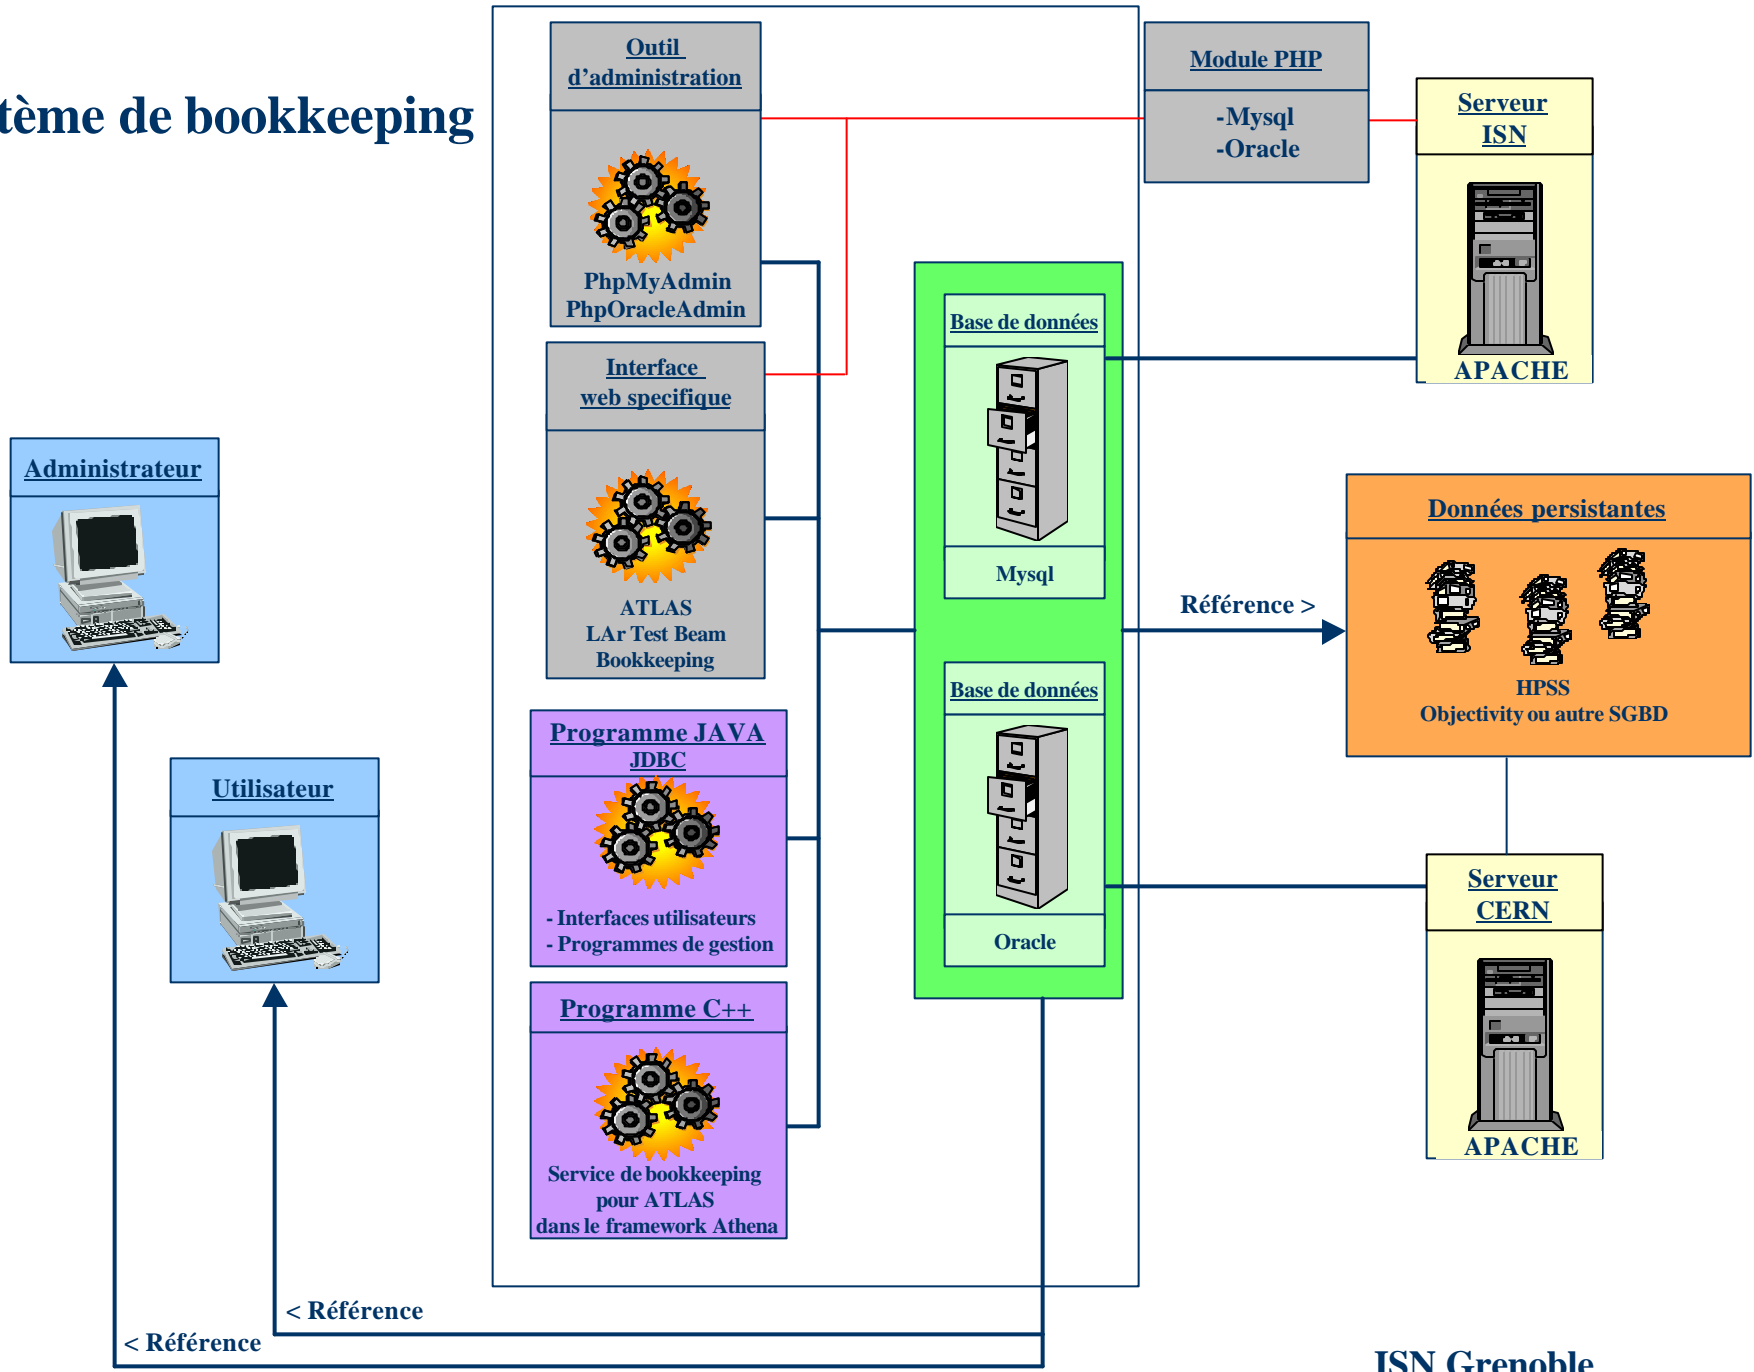 tème de bookkeeping
Outil
d'administration
PhpMyAdmin
PhpOracleAdmin
Module PHP
-Mysql
-Oracle
Serveur
ISN
APACHE
Interface
web specifique
ATLAS
LAr Test Beam
Bookkeeping
Base de données
Mysql
Administrateur
Référence >
Données persistantes
HPSS
Objectivity ou autre SGBD
Base de données
Oracle
Programme JAVA
JDBC
- Interfaces utilisateurs
- Programmes de gestion
Utilisateur
Serveur
CERN
APACHE
Programme C++
Service de bookkeeping
pour ATLAS
dans le framework Athena
< Référence
< Référence
ISN Grenoble